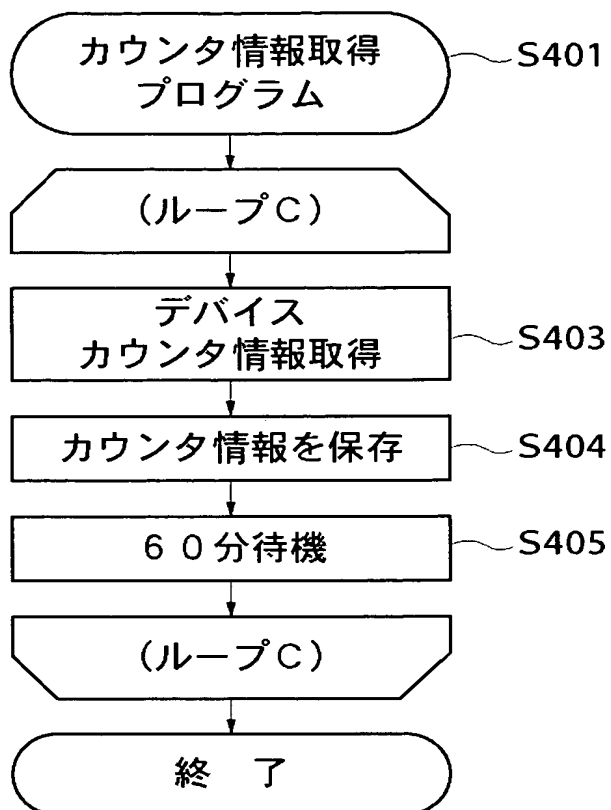 カウンタ情報取得
プログラム
S401
(ループC)
デバイス
カウンタ情報取得
S403
カウンタ情報を保存
S404
60分待機
S405
(ループC)
終 了